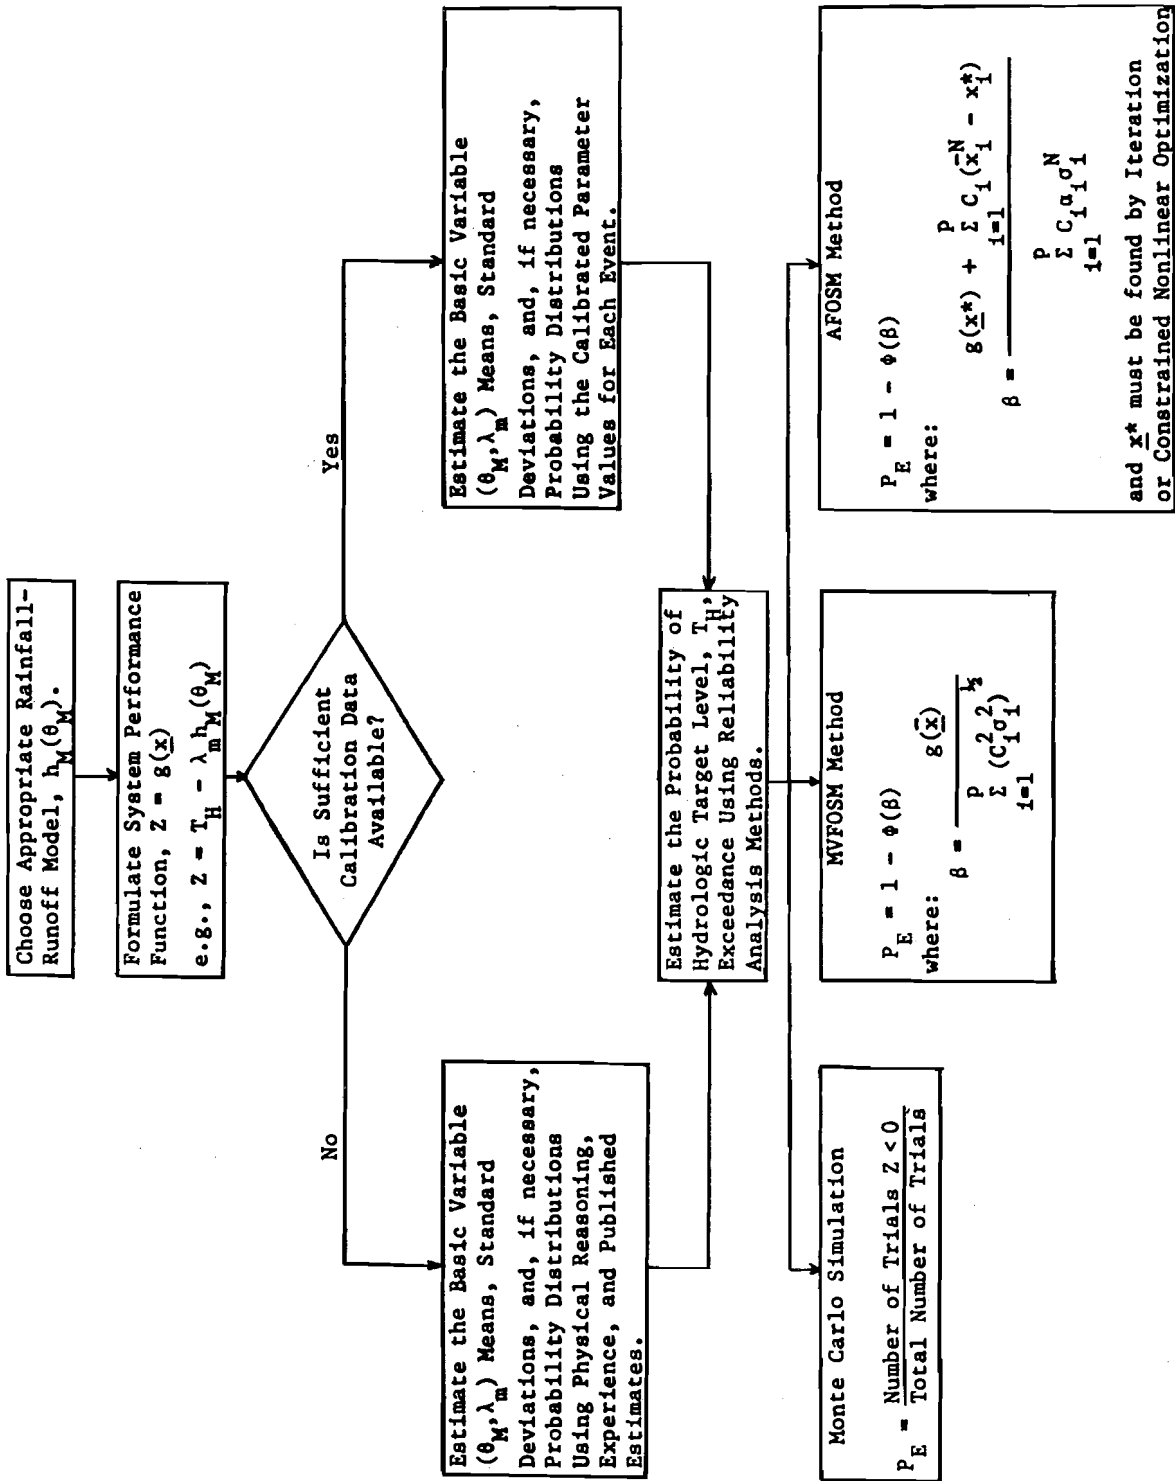 Choose Appropriate Rainfall-
Runoff Model, h_M(θ_M).
Formulate System Performance
Function, Z = g(x)
e.g., Z = T_H - λ_m h_M(θ_M)
Is Sufficient
Calibration Data
Available?
No
Yes
Estimate the Basic Variable
(θ_M,λ_m) Means, Standard
Deviations, and, if necessary,
Probability Distributions
Using Physical Reasoning,
Experience, and Published
Estimates.
Estimate the Basic Variable
(θ_M,λ_m) Means, Standard
Deviations, and, if necessary,
Probability Distributions
Using the Calibrated Parameter
Values for Each Event.
Estimate the Probability of
Hydrologic Target Level, T_H,
Exceedance Using Reliability
Analysis Methods.
Monte Carlo Simulation
P_E = Number of Trials Z < 0
Total Number of Trials
MVFOSM Method
P_E = 1 - Φ(β)
where:
β = g(x̄)
P
Σ (C_i^2 σ_i^2)^½
i=1
AFOSM Method
P_E = 1 - Φ(β)
where:
β = g(x*) + P Σ i=1 C_i(x̄_i^N - x_i*)
P
Σ C_i α_i σ_i^N
i=1
and x* must be found by Iteration
or Constrained Nonlinear Optimization